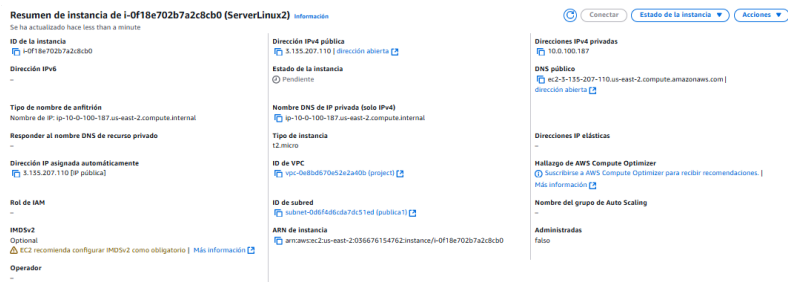 Resumen de instancia de i-0f18e702b7a2c8cb0 (ServerLinux2) Información
Conectar
Estado de la instancia
Acciones
Se ha actualizado hace less than a minute
ID de la instancia
i-0f18e702b7a2c8cb0
Dirección IPv4 pública
3.135.207.110 | dirección abierta
Direcciones IPv4 privadas
10.0.100.187
Dirección IPv6
–
Estado de la instancia
Pendiente
DNS público
ec2-3-135-207-110.us-east-2.compute.amazonaws.com |
dirección abierta
Tipo de nombre de anfitrión
Nombre de IP: ip-10-0-100-187.us-east-2.compute.internal
Nombre DNS de IP privada (solo IPv4)
ip-10-0-100-187.us-east-2.compute.internal
Responder al nombre DNS de recurso privado
–
Tipo de instancia
t2.micro
Direcciones IP elásticas
–
Dirección IP asignada automáticamente
3.135.207.110 [IP pública]
ID de VPC
vpc-0e8bd670e52e2a40b (project)
Hallazgo de AWS Compute Optimizer
Suscribirse a AWS Compute Optimizer para recibir recomendaciones. |
Más información
Rol de IAM
–
ID de subred
subnet-0d6f4d6cda7dc51ed (publica1)
Nombre del grupo de Auto Scaling
–
IMDSv2
Optional
EC2 recomienda configurar IMDSv2 como obligatorio | Más información
ARN de instancia
arn:aws:ec2:us-east-2:036676154762:instance/i-0f18e702b7a2c8cb0
Administradas
falso
Operador
–